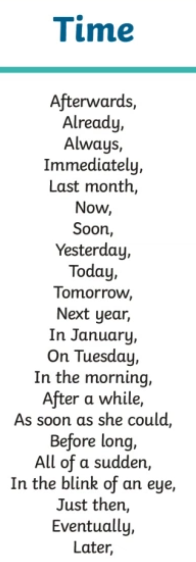 Time
Afterwards,
Already,
Always,
Immediately,
Last month,
Now,
Soon,
Yesterday,
Today,
Tomorrow,
Next year,
In January,
On Tuesday,
In the morning,
After a while,
As soon as she could,
Before long,
All of a sudden,
In the blink of an eye,
Just then,
Eventually,
Later,